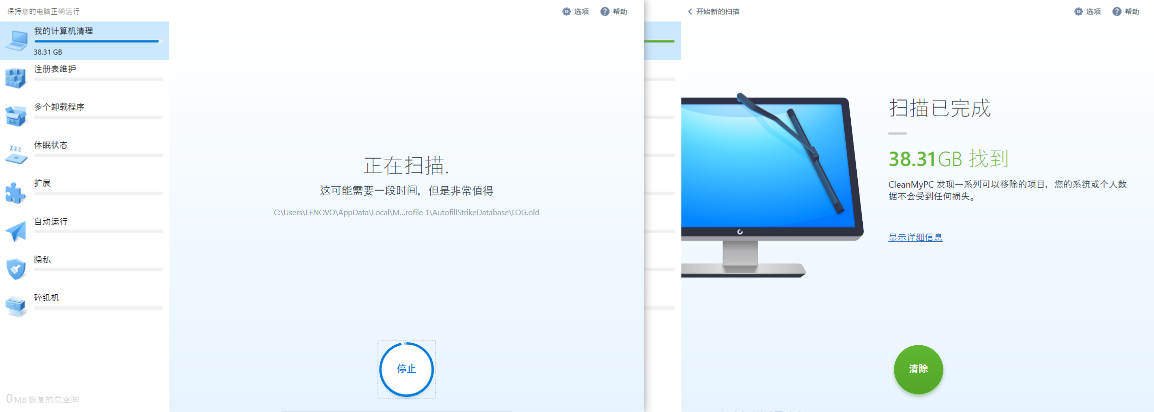 保持您的电脑正确运行
选项
帮助
我的计算机清理
38.31 GB
注册表维护
多个卸载程序
休眠状态
扩展
自动运行
隐私
碎纸机
0MB 恢复的总空间
正在扫描.
这可能需要一段时间，但是非常值得
C:\Users\LENOVO\AppData\Local\M...rofile 1\AutofillStrikeDatabase\LOG.old
停止
开始新的扫描
选项
帮助
扫描已完成
38.31GB 找到
CleanMyPC 发现一系列可以移除的项目，您的系统或个人数
据不会受到任何损失。
显示详细信息
清除